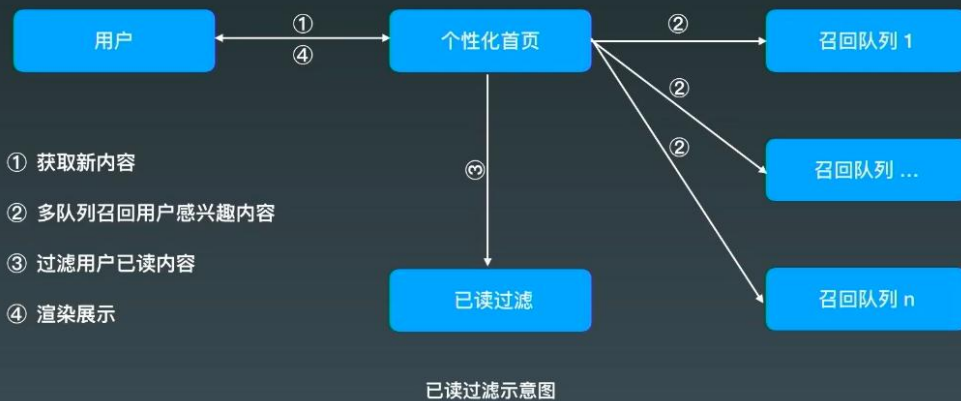 用户
①
④
个性化首页
②
召回队列 1
②
召回队列 ...
②
召回队列 n
③
已读过滤
① 获取新内容
② 多队列召回用户感兴趣内容
③ 过滤用户已读内容
④ 渲染展示
已读过滤示意图